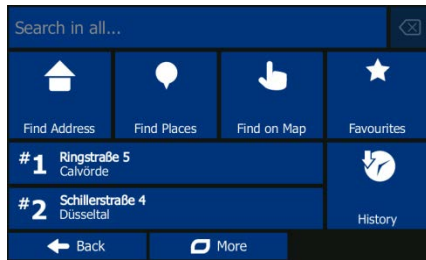 Search in all...
Find Address
Find Places
Find on Map
Favourites
#1 Ringstraße 5
Calvörde
#2 Schillerstraße 4
Düsseltal
History
Back
More